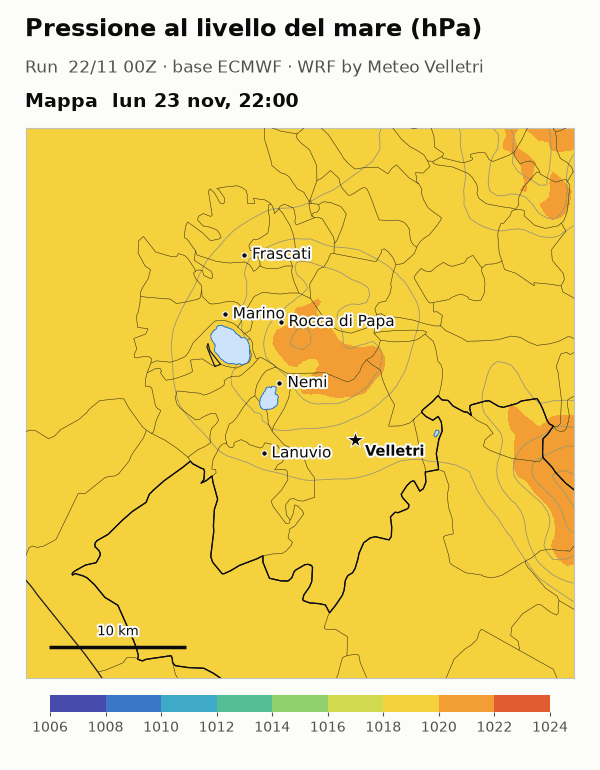 Pressione al livello del mare (hPa)
Run  22/11 00Z · base ECMWF · WRF by Meteo Velletri
Mappa  lun 23 nov, 22:00
Frascati
Marino
Rocca di Papa
Nemi
Velletri
Lanuvio
10 km
1006 1008 1010 1012 1014 1016 1018 1020 1022 1024